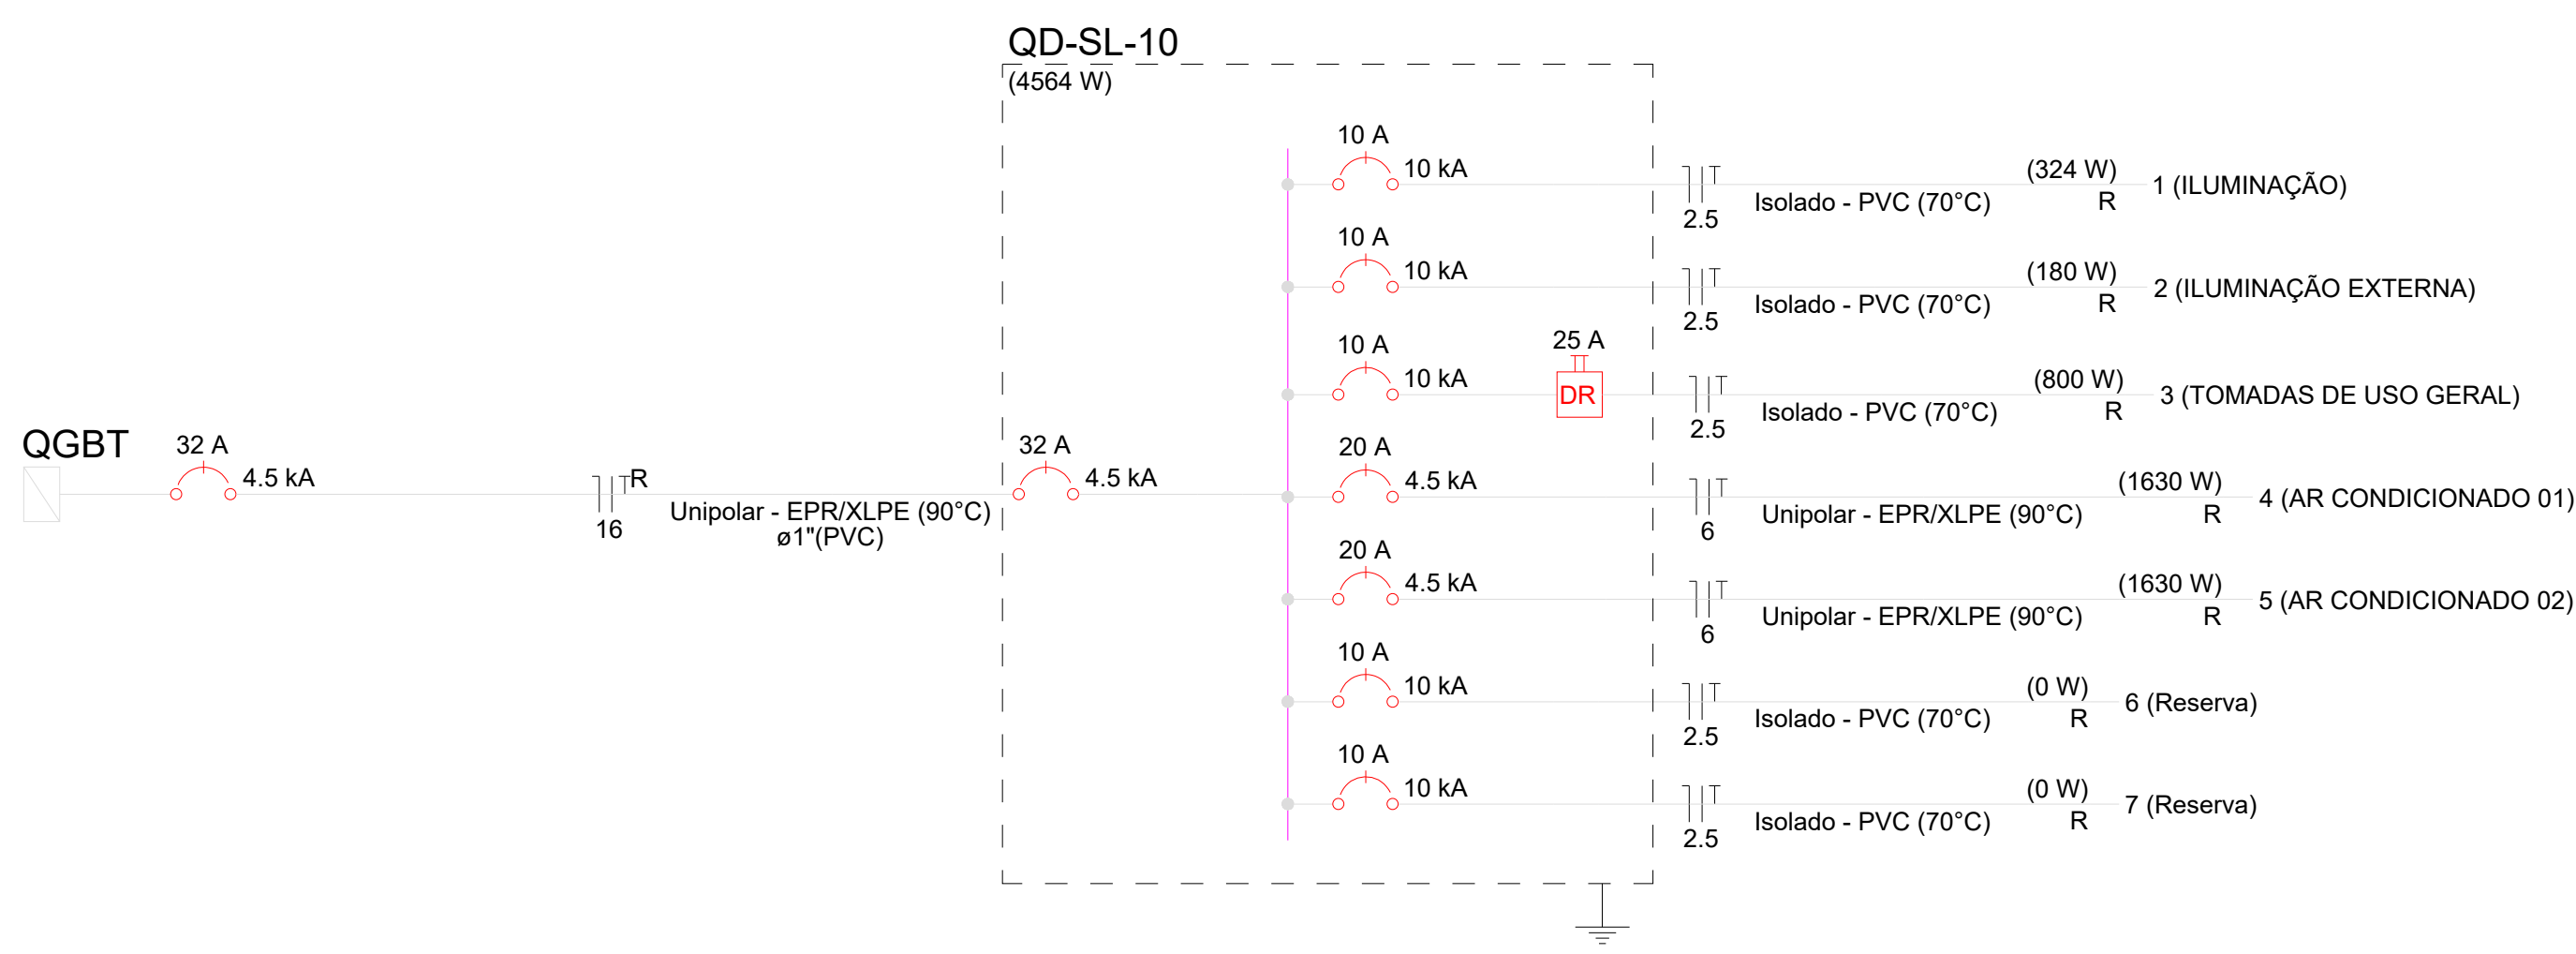 QD-SL-10
(4564 W)
10 A
10 kA
2.5
Isolado - PVC (70°C)
(324 W)
R
1 (ILUMINAÇÃO)
10 A
10 kA
2.5
Isolado - PVC (70°C)
(180 W)
R
2 (ILUMINAÇÃO EXTERNA)
10 A
10 kA
25 A
DR
2.5
Isolado - PVC (70°C)
(800 W)
R
3 (TOMADAS DE USO GERAL)
QGBT
32 A
4.5 kA
R
16
Unipolar - EPR/XLPE (90°C)
ø1"(PVC)
32 A
4.5 kA
20 A
4.5 kA
6
Unipolar - EPR/XLPE (90°C)
(1630 W)
R
4 (AR CONDICIONADO 01)
20 A
4.5 kA
6
Unipolar - EPR/XLPE (90°C)
(1630 W)
R
5 (AR CONDICIONADO 02)
10 A
10 kA
2.5
Isolado - PVC (70°C)
(0 W)
R
6 (Reserva)
10 A
10 kA
2.5
Isolado - PVC (70°C)
(0 W)
R
7 (Reserva)